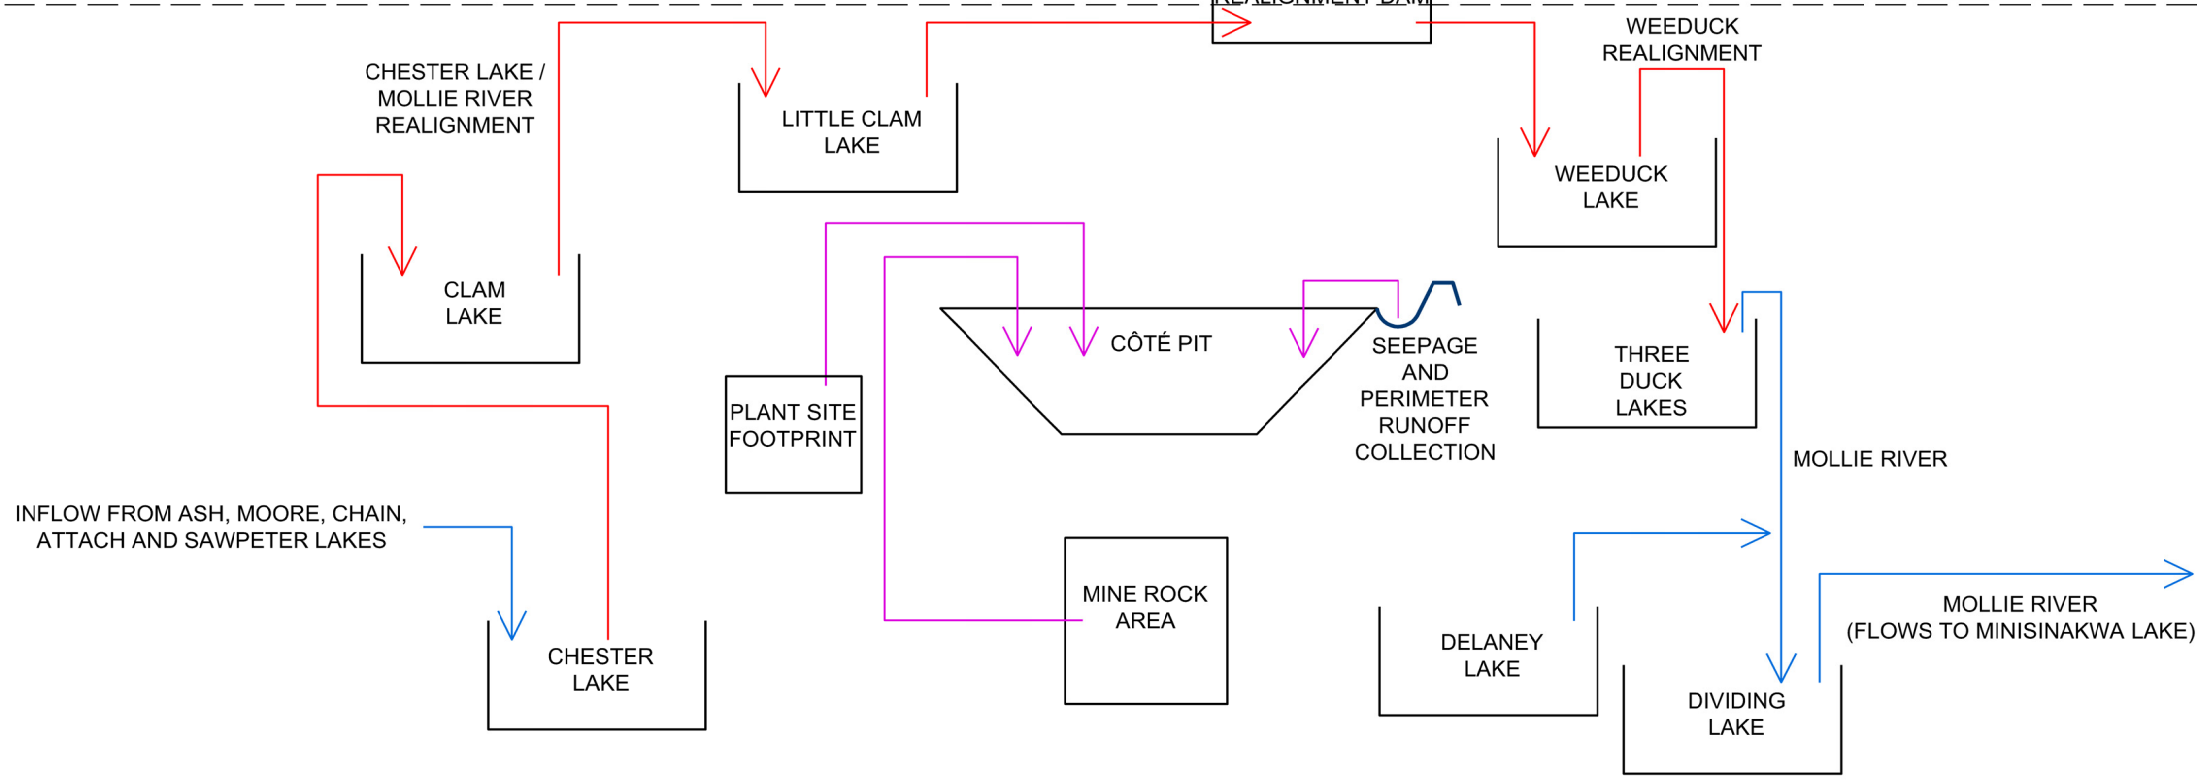 REALIGNMENT DAM
WEEDUCK
REALIGNMENT
CHESTER LAKE /
MOLLIE RIVER
REALIGNMENT
LITTLE CLAM
LAKE
WEEDUCK
LAKE
CLAM
LAKE
CÔTÉ PIT
SEEPAGE
AND
PERIMETER
RUNOFF
COLLECTION
THREE
DUCK
LAKES
PLANT SITE
FOOTPRINT
MOLLIE RIVER
INFLOW FROM ASH, MOORE, CHAIN,
ATTACH AND SAWPETER LAKES
MINE ROCK
AREA
MOLLIE RIVER
(FLOWS TO MINISINAKWA LAKE)
CHESTER
LAKE
DELANEY
LAKE
DIVIDING
LAKE